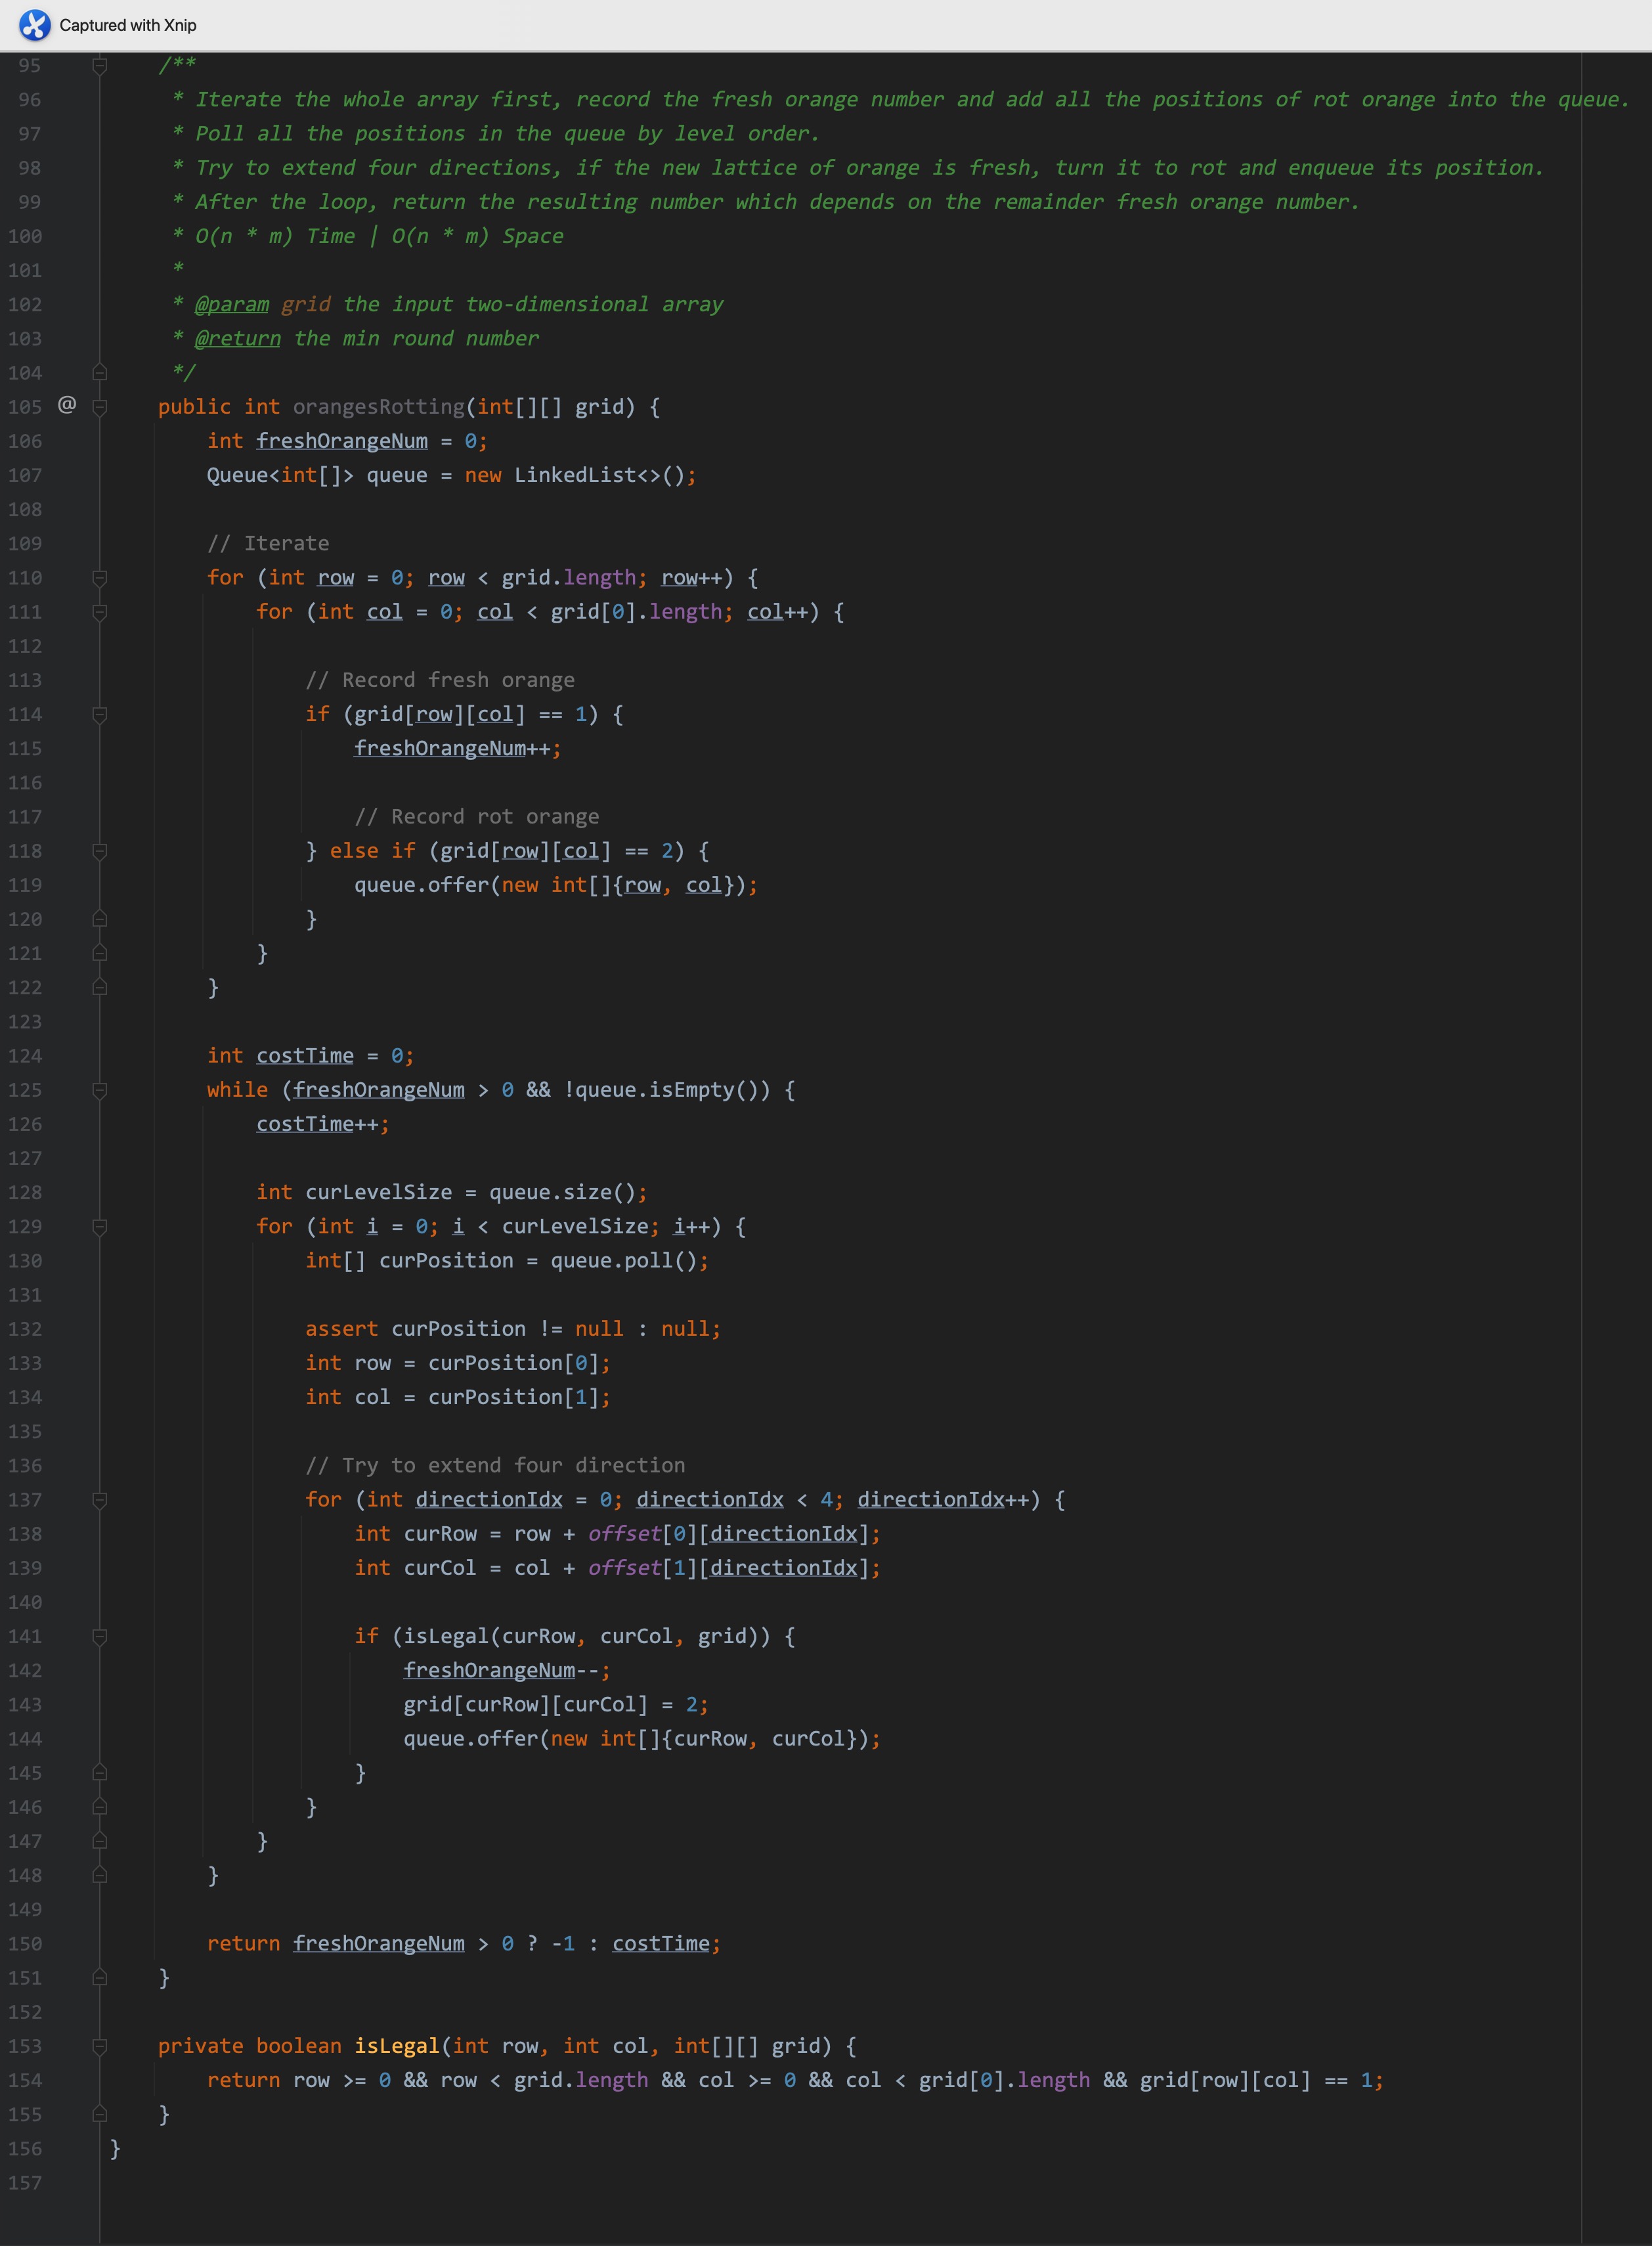 Captured with Xnip
95 /**
96 * Iterate the whole array first, record the fresh orange number and add all the positions of rot orange into the queue.
97 * Poll all the positions in the queue by level order.
98 * Try to extend four directions, if the new lattice of orange is fresh, turn it to rot and enqueue its position.
99 * After the loop, return the resulting number which depends on the remainder fresh orange number.
100 * O(n * m) Time | O(n * m) Space
101 *
102 * @param grid the input two-dimensional array
103 * @return the min round number
104 */
105 @ public int orangesRotting(int[][] grid) {
106 int freshOrangeNum = 0;
107 Queue<int[]> queue = new LinkedList<>();
108
109 // Iterate
110 for (int row = 0; row < grid.length; row++) {
111 for (int col = 0; col < grid[0].length; col++) {
112
113 // Record fresh orange
114 if (grid[row][col] == 1) {
115 freshOrangeNum++;
116
117 // Record rot orange
118 } else if (grid[row][col] == 2) {
119 queue.offer(new int[]{row, col});
120 }
121 }
122 }
123
124 int costTime = 0;
125 while (freshOrangeNum > 0 && !queue.isEmpty()) {
126 costTime++;
127
128 int curLevelSize = queue.size();
129 for (int i = 0; i < curLevelSize; i++) {
130 int[] curPosition = queue.poll();
131
132 assert curPosition != null : null;
133 int row = curPosition[0];
134 int col = curPosition[1];
135
136 // Try to extend four direction
137 for (int directionIdx = 0; directionIdx < 4; directionIdx++) {
138 int curRow = row + offset[0][directionIdx];
139 int curCol = col + offset[1][directionIdx];
140
141 if (isLegal(curRow, curCol, grid)) {
142 freshOrangeNum--;
143 grid[curRow][curCol] = 2;
144 queue.offer(new int[]{curRow, curCol});
145 }
146 }
147 }
148 }
149
150 return freshOrangeNum > 0 ? -1 : costTime;
151 }
152
153 private boolean isLegal(int row, int col, int[][] grid) {
154 return row >= 0 && row < grid.length && col >= 0 && col < grid[0].length && grid[row][col] == 1;
155 }
156 }
157